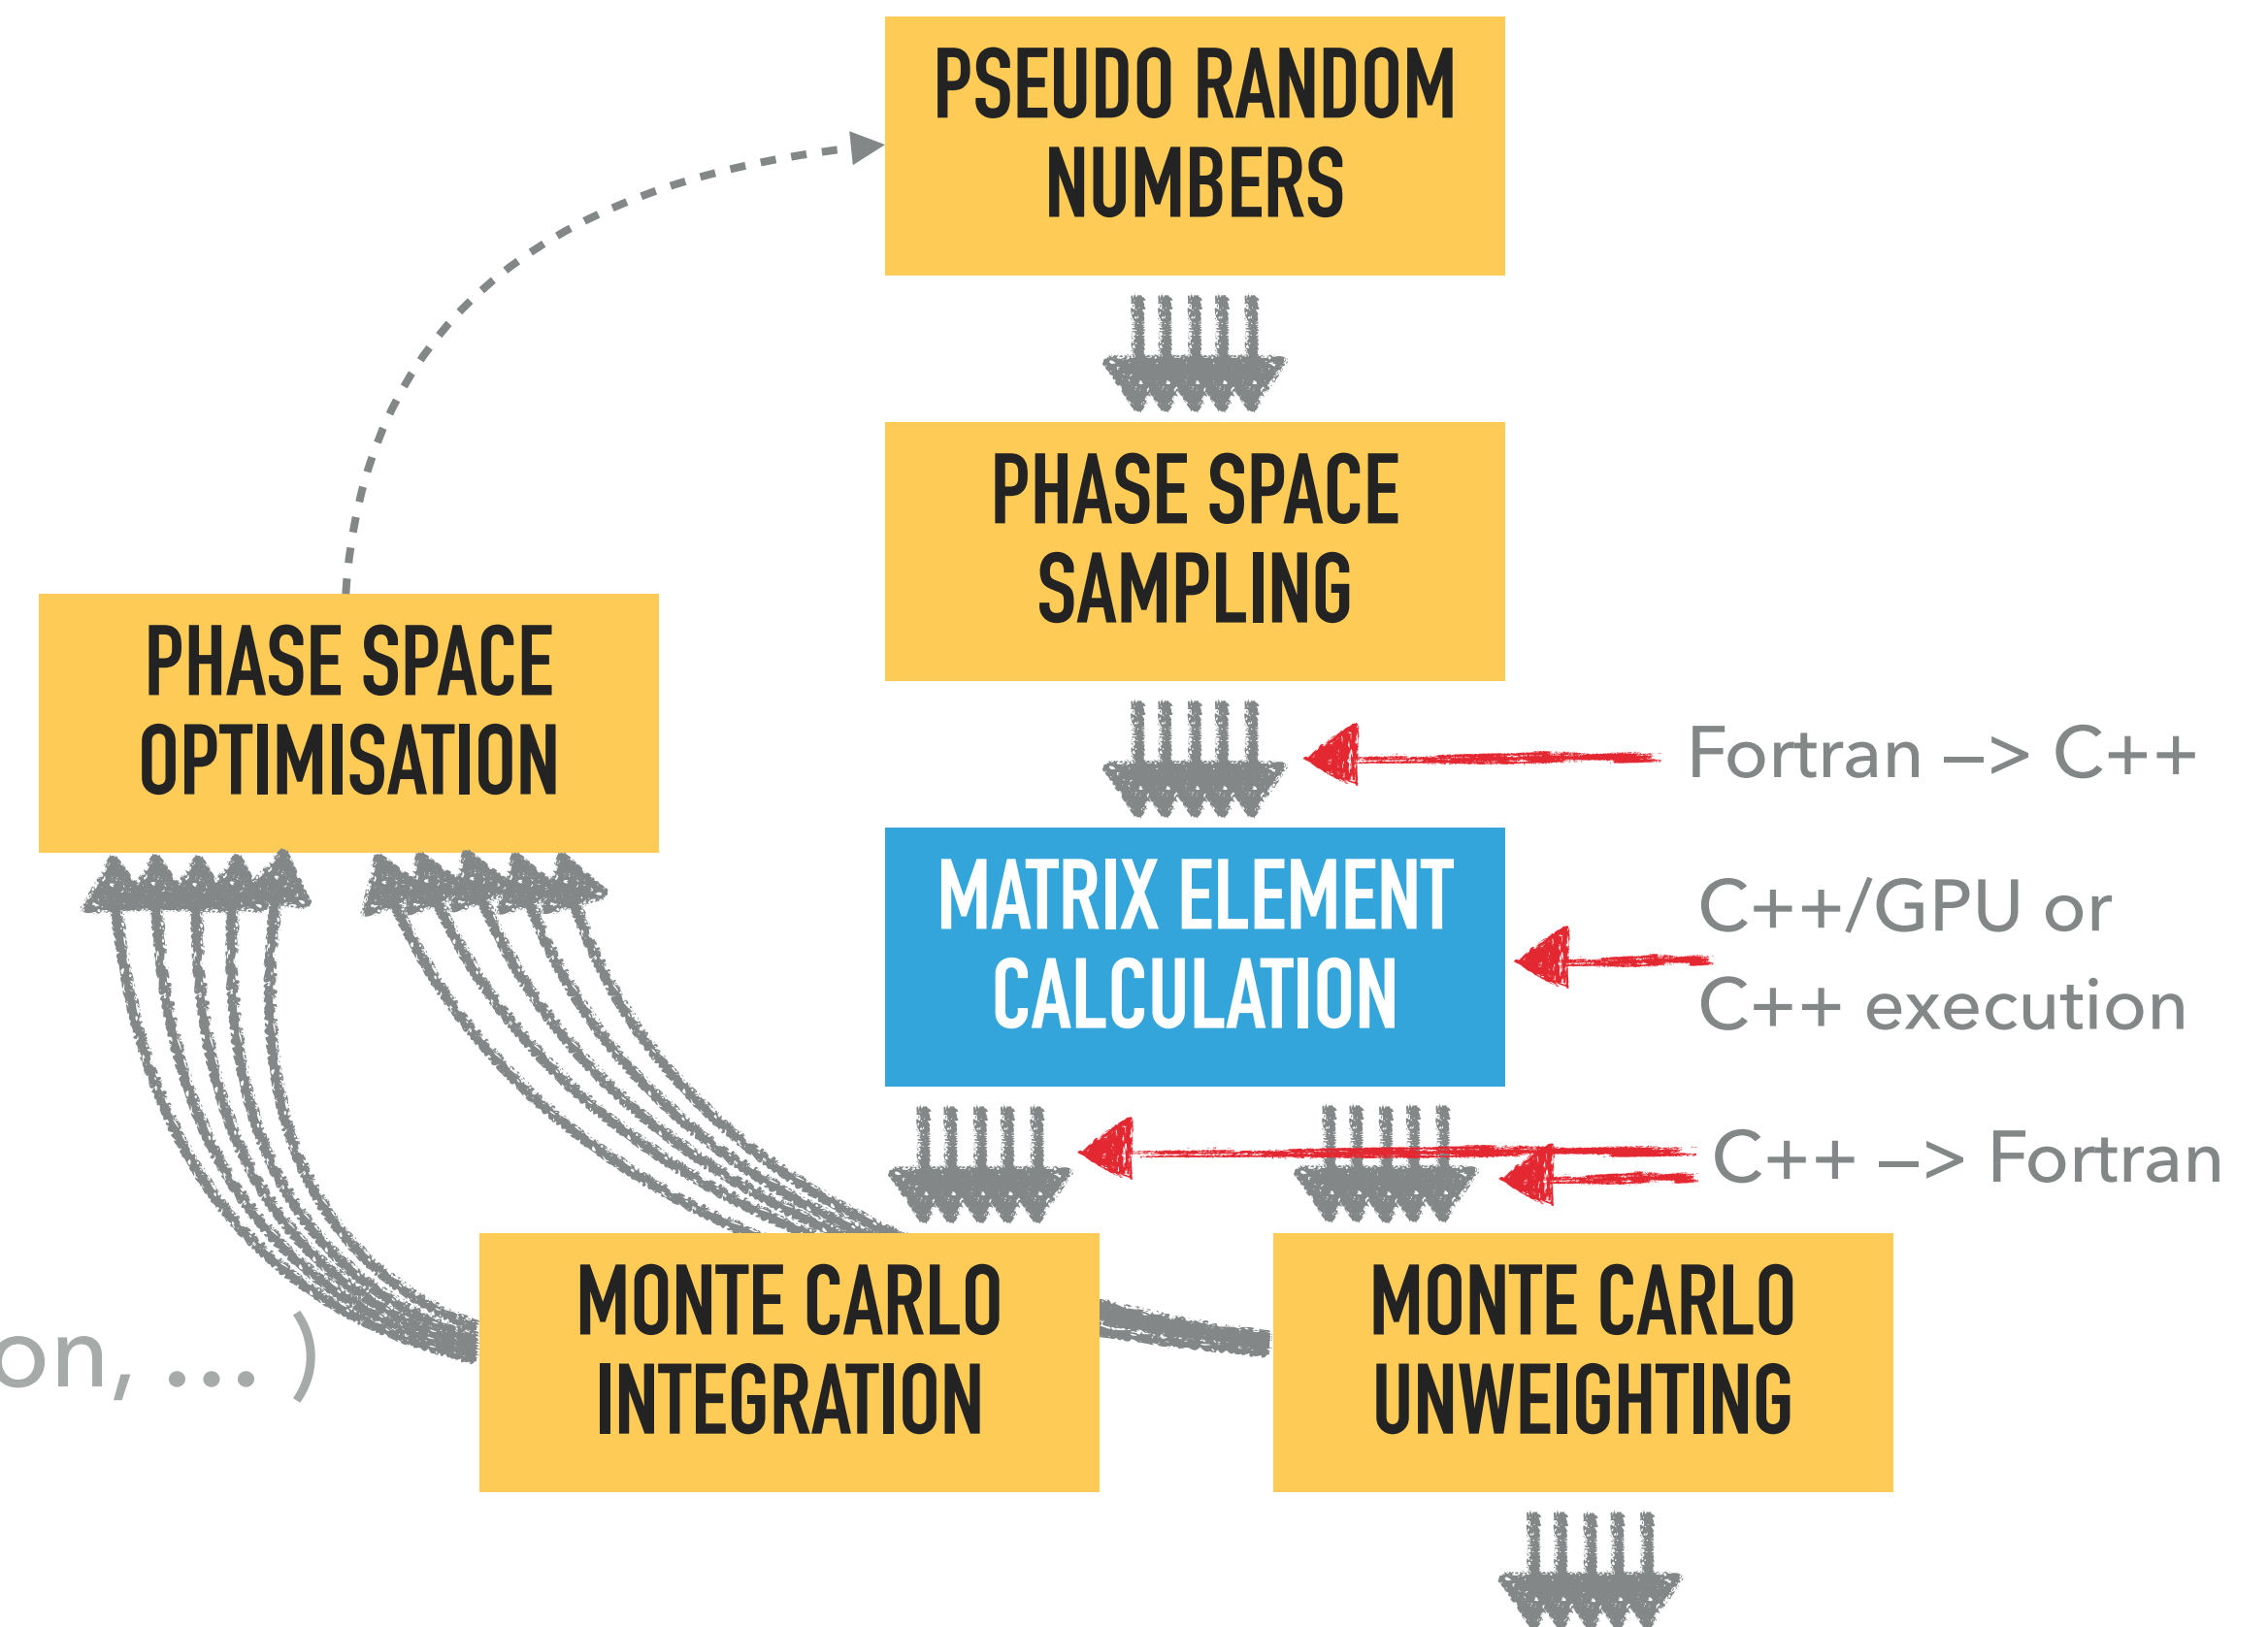 PSEUDO RANDOM
NUMBERS
PHASE SPACE
SAMPLING
PHASE SPACE
OPTIMISATION
Fortran –> C++
MATRIX ELEMENT
CALCULATION
C++/GPU or
C++ execution
C++ –> Fortran
MONTE CARLO
INTEGRATION
MONTE CARLO
UNWEIGHTING
on, ... )